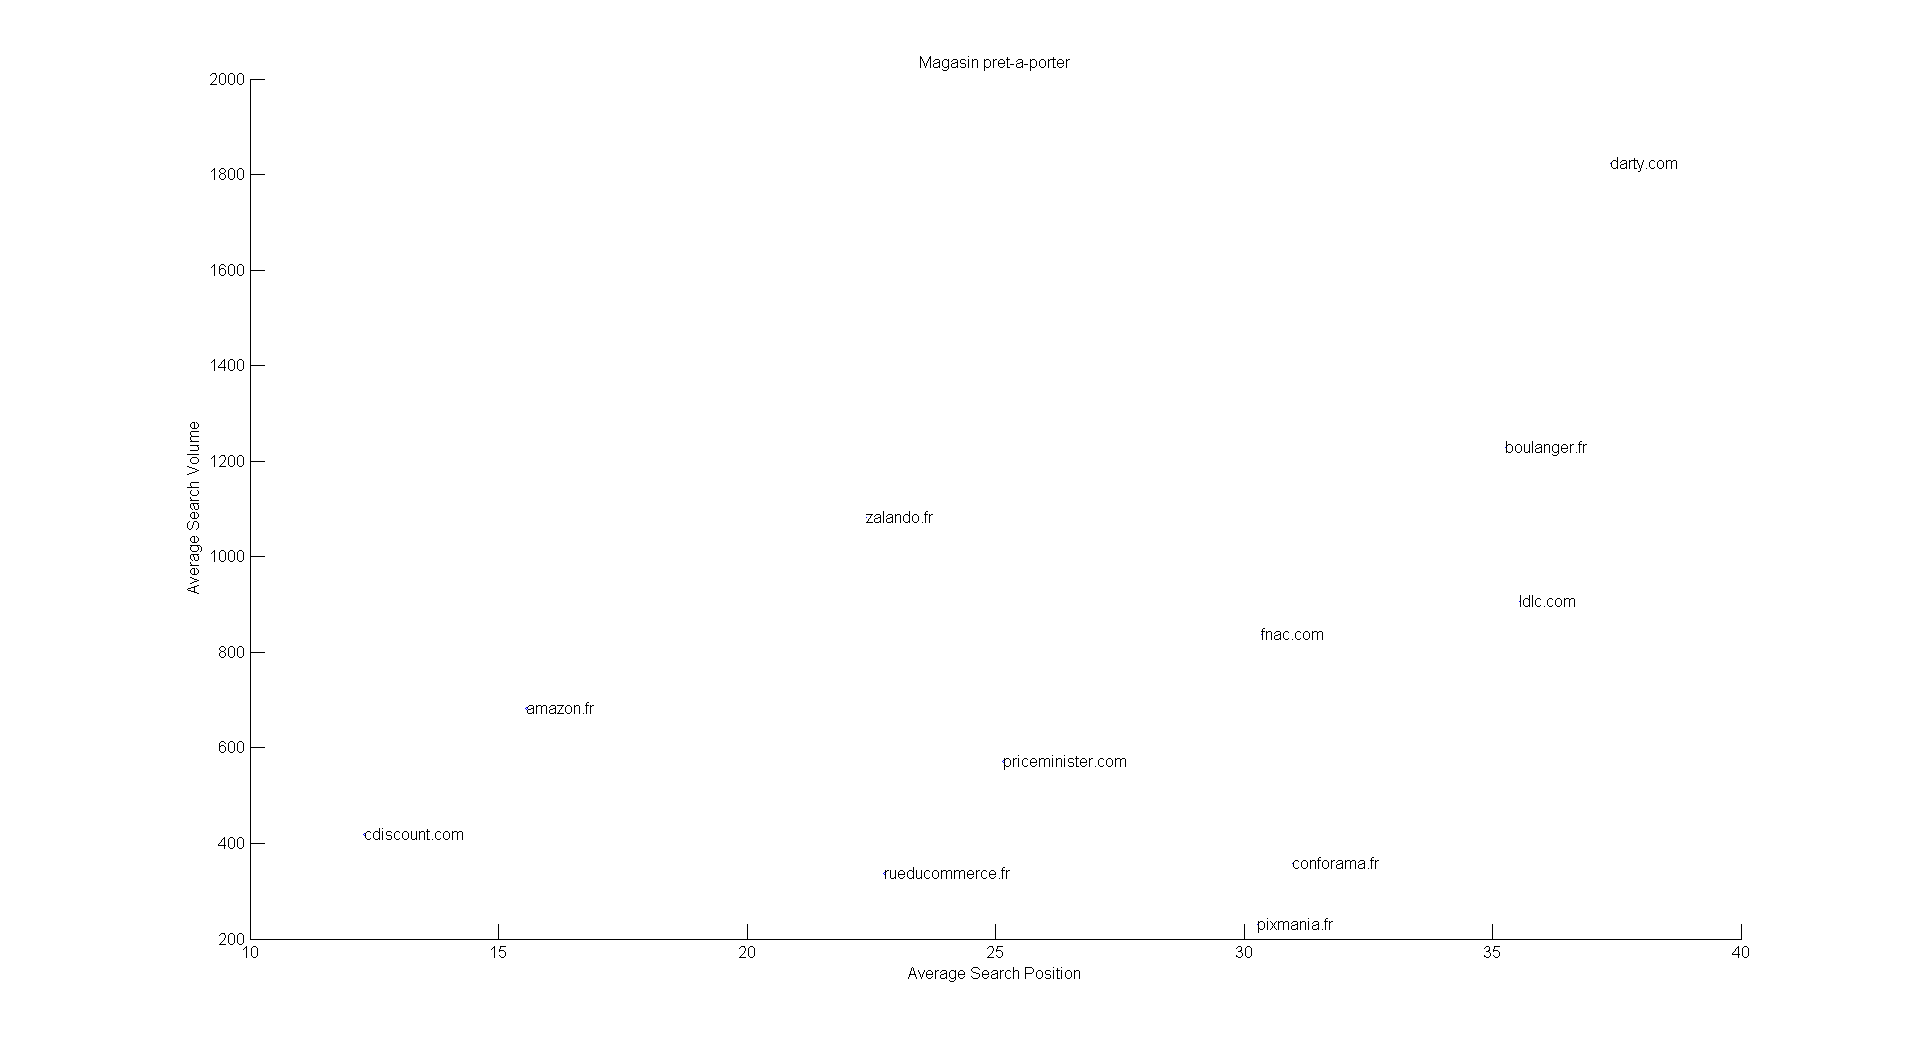 Magasin pret-a-porter
2000
1800
1600
1400
1200
1000
800
600
400
200
Average Search Volume
darty.com
boulanger.fr
zalando.fr
ldlc.com
fnac.com
amazon.fr
priceminister.com
cdiscount.com
conforama.fr
rueducommerce.fr
pixmania.fr
10 15 20 25 30 35 40
Average Search Position